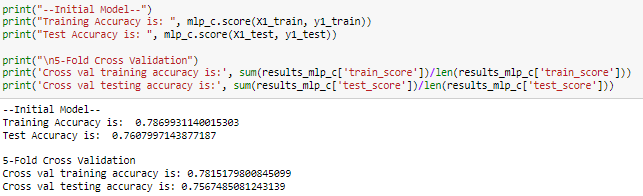 print("--Initial Model--")
print("Training Accuracy is: ", mlp_c.score(X1_train, y1_train))
print("Test Accuracy is: ", mlp_c.score(X1_test, y1_test))
print("\n5-Fold Cross Validation")
print('Cross val training accuracy is:', sum(results_mlp_c['train_score'])/len(results_mlp_c['train_score']))
print('Cross val testing accuracy is:', sum(results_mlp_c['test_score'])/len(results_mlp_c['test_score']))
--Initial Model--
Training Accuracy is:  0.7869931140015303
Test Accuracy is:  0.7607997143877187
5-Fold Cross Validation
Cross val training accuracy is: 0.7815179800845099
Cross val testing accuracy is: 0.7567485081243139